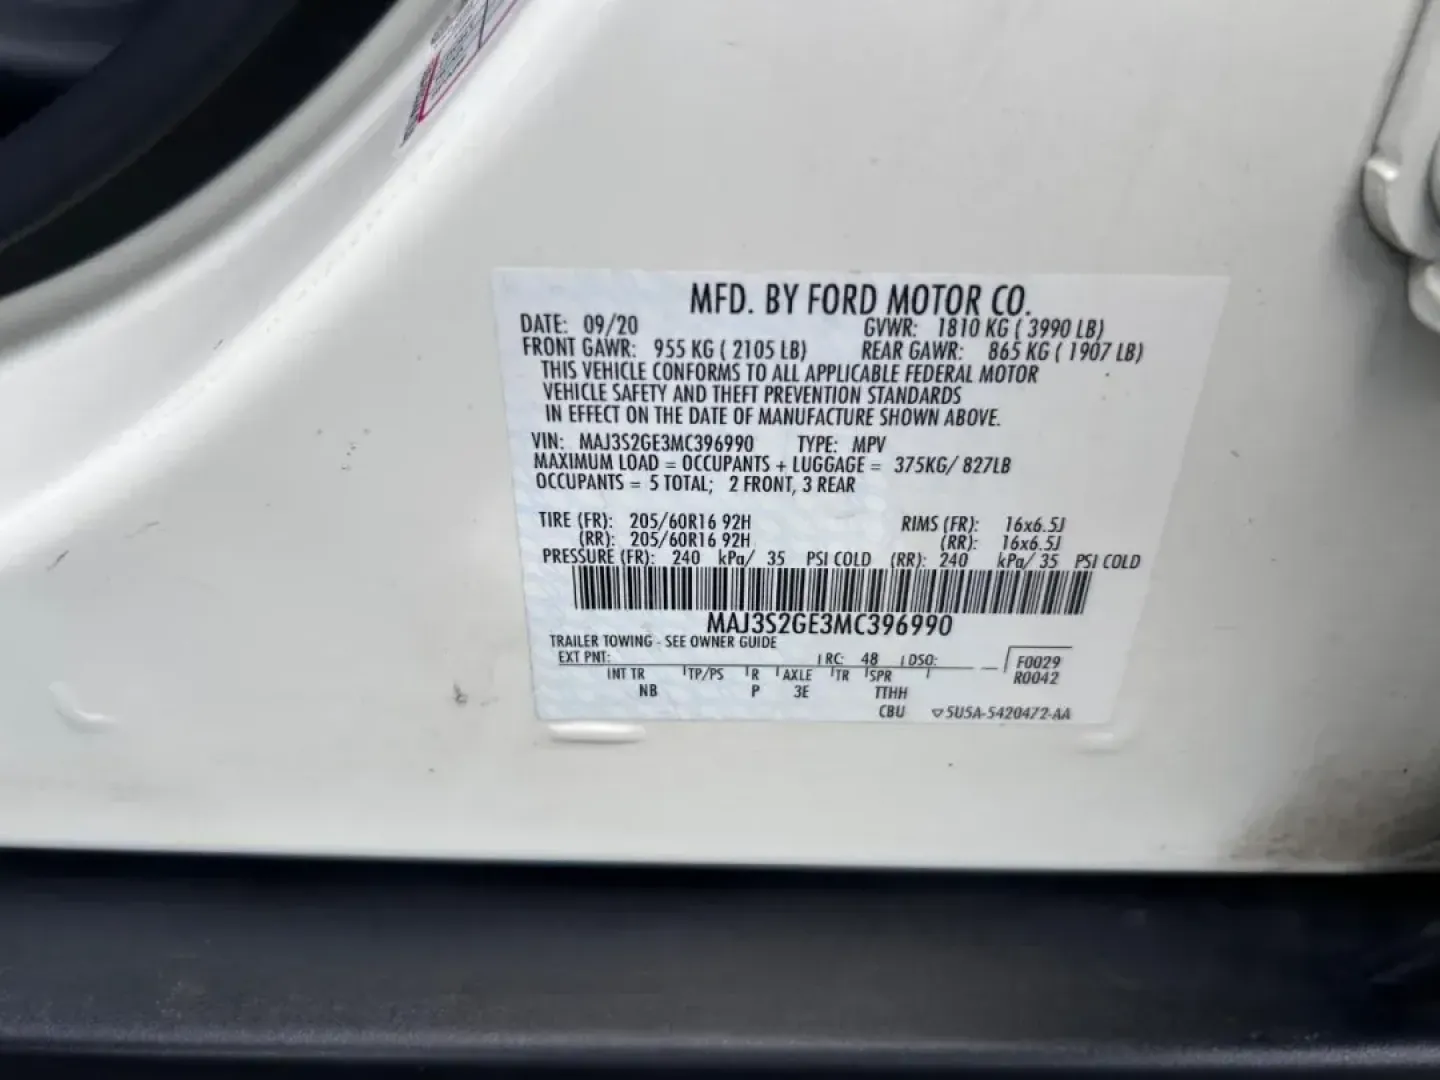 MFD. BY FORD MOTOR CO.
DATE: 09/20 GVWR: 1810 KG ( 3990 LB)
FRONT GAWR: 955 KG ( 2105 LB) REAR GAWR: 865 KG ( 1907 LB)
THIS VEHICLE CONFORMS TO ALL APPLICABLE FEDERAL MOTOR
VEHICLE SAFETY AND THEFT PREVENTION STANDARDS
IN EFFECT ON THE DATE OF MANUFACTURE SHOWN ABOVE.
VIN: MAJ3S2GE3MC396990 TYPE: MPV
MAXIMUM LOAD = OCCUPANTS + LUGGAGE = 375KG/ 827LB
OCCUPANTS = 5 TOTAL; 2 FRONT, 3 REAR
TIRE (FR): 205/60R16 92H RIMS (FR): 16x6.5J
(RR): 205/60R16 92H (RR): 16x6.5J
PRESSURE (FR): 240 kPa/ 35 PSI COLD (RR): 240 kPa/ 35 PSI COLD
MAJ3S2GE3MC396990
TRAILER TOWING - SEE OWNER GUIDE
EXT PNT: RC: 48 DSO: F0029
INT TR TP/PS R AXLE TR SPR R0042
NB P 3E TTHH
CBU ▽5U5A-5420472-AA